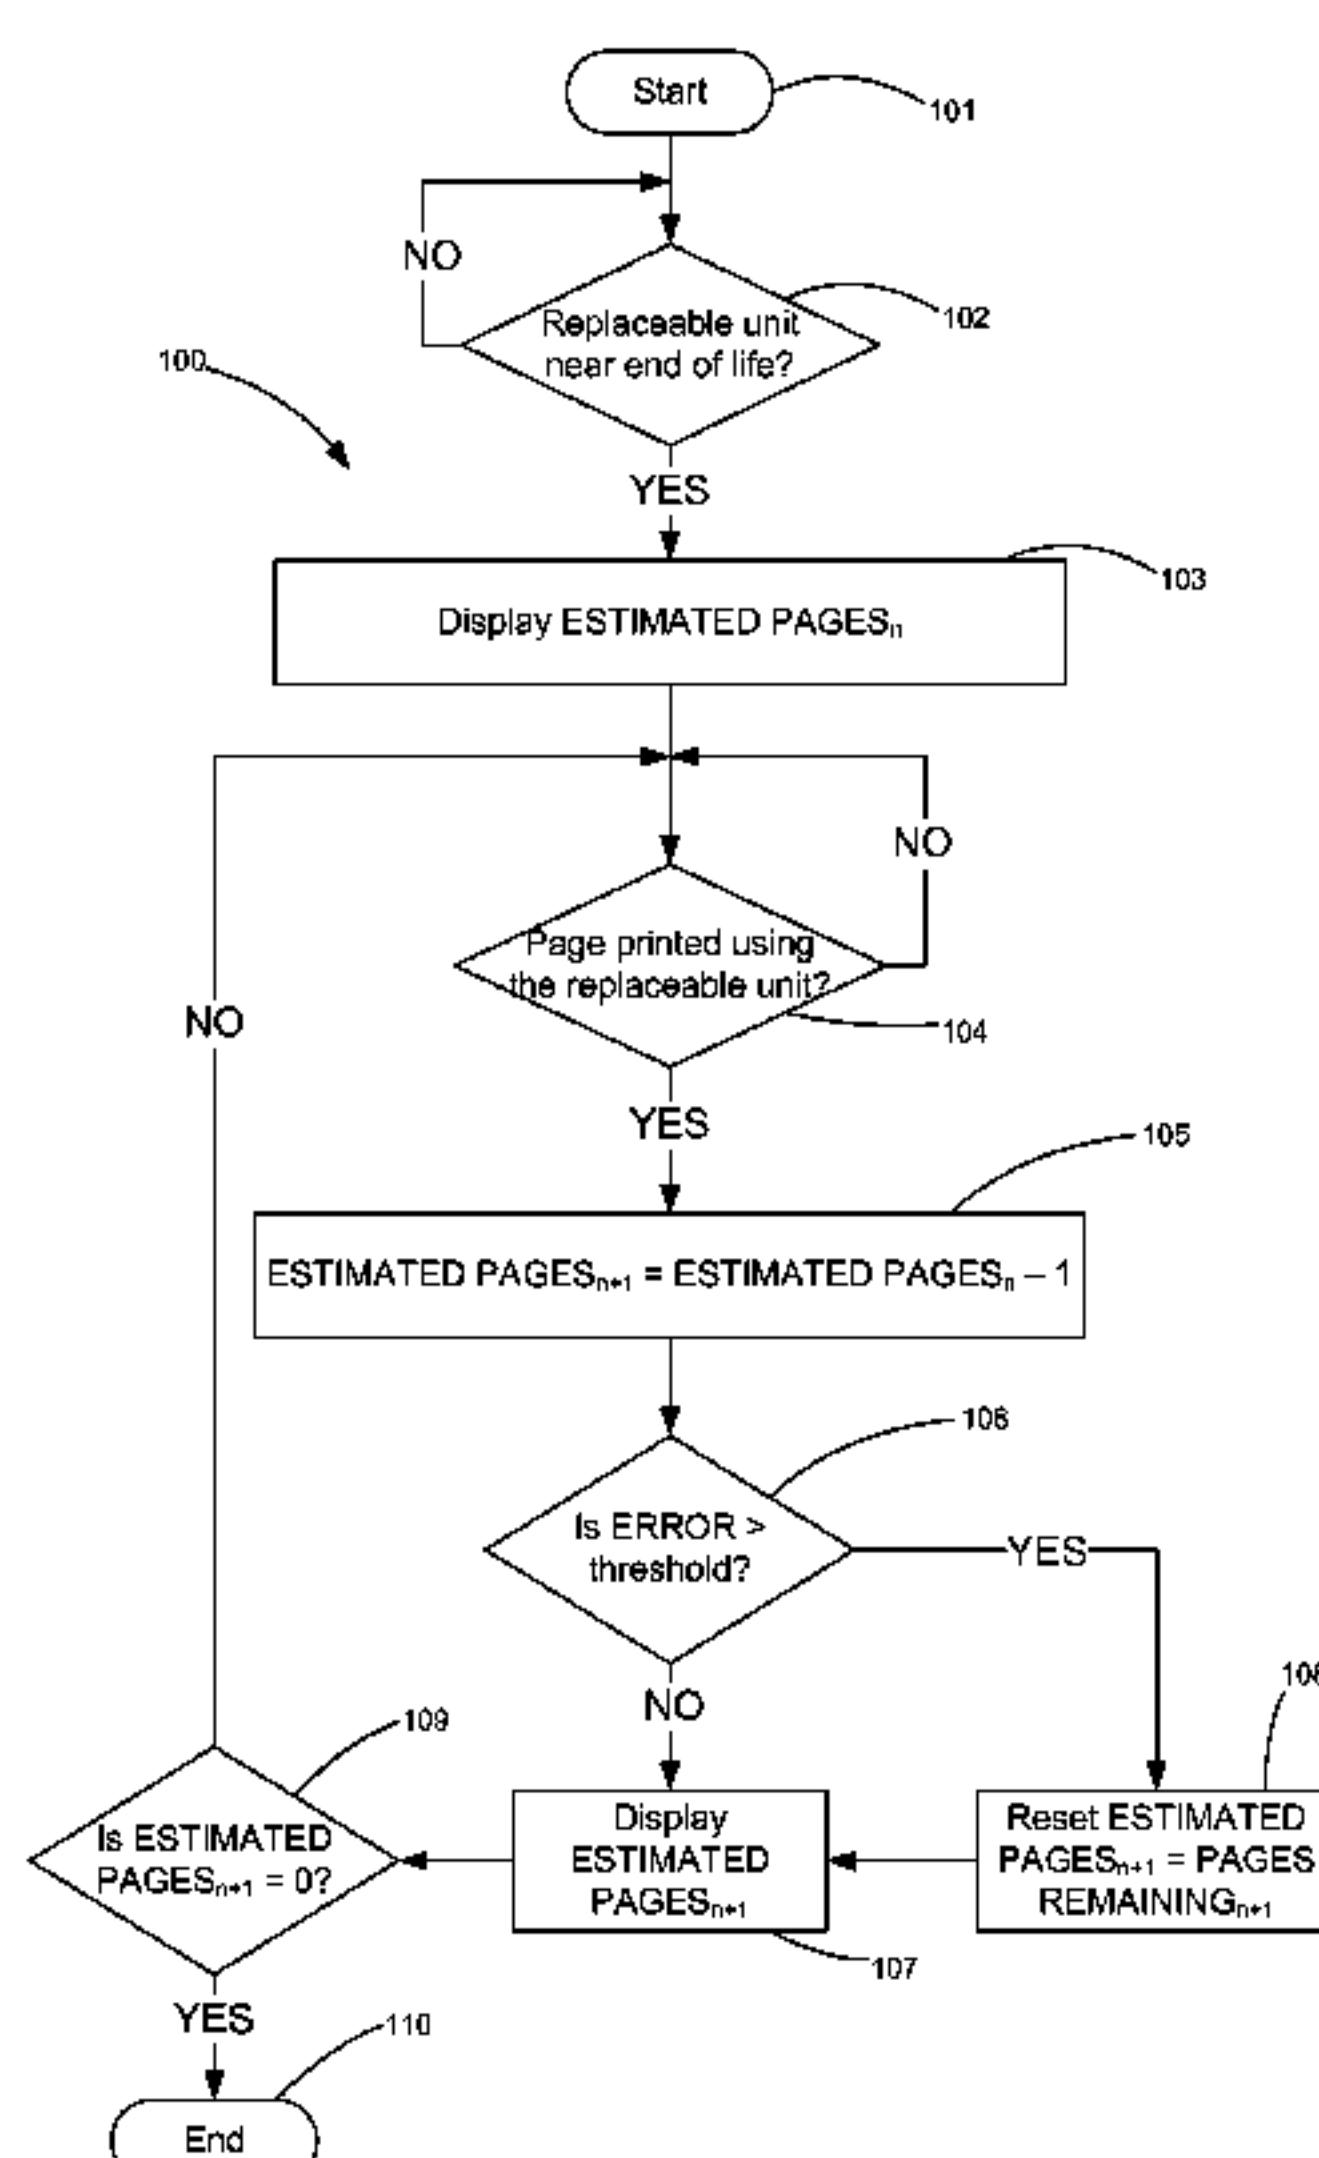 Start
101
NO
Replaceable unit
near end of life?
102
100
YES
103
Display ESTIMATED PAGESₙ
NO
Page printed using
the replaceable unit?
104
NO
YES
105
ESTIMATED PAGESₙ₊₁ = ESTIMATED PAGESₙ – 1
106
Is ERROR >
threshold?
YES
NO
109
Is ESTIMATED
PAGESₙ₊₁ = 0?
Display
ESTIMATED
PAGESₙ₊₁
107
Reset ESTIMATED
PAGESₙ₊₁ = PAGES
REMAININGₙ₊₁
YES
110
End